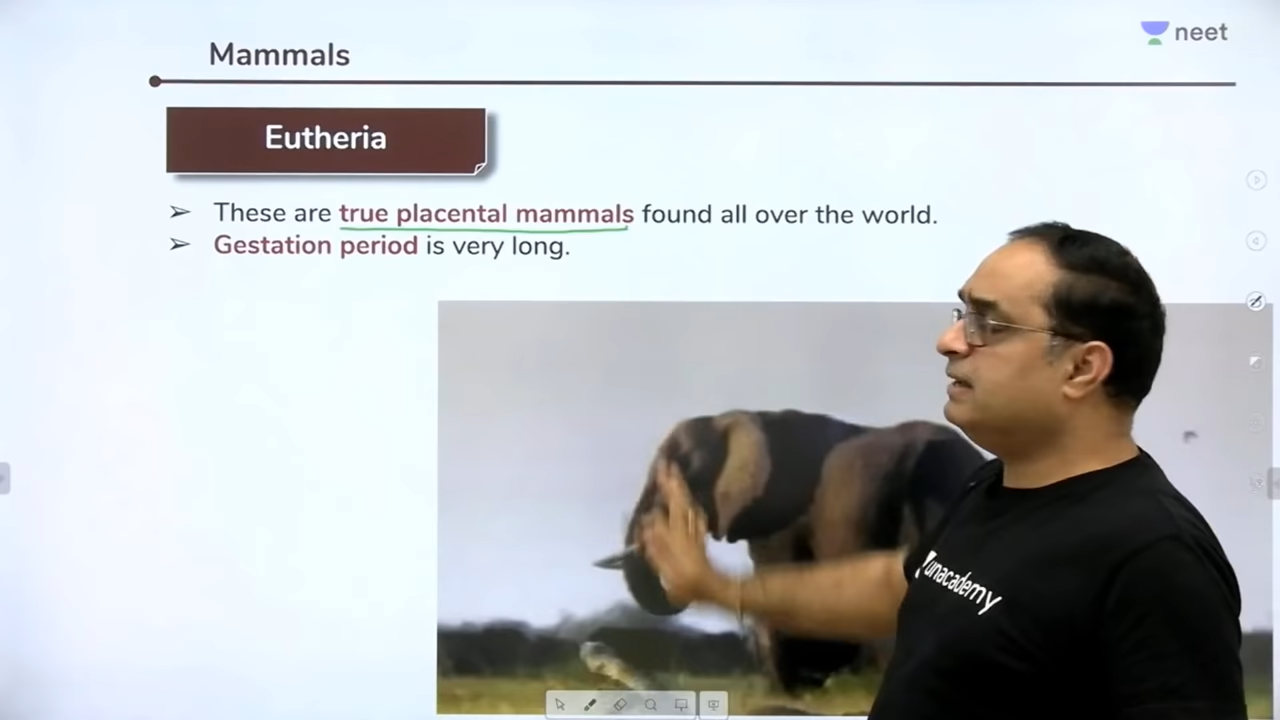 neet
Mammals
Eutheria
➢ These are true placental mammals found all over the world.
➢ Gestation period is very long.
unacademy